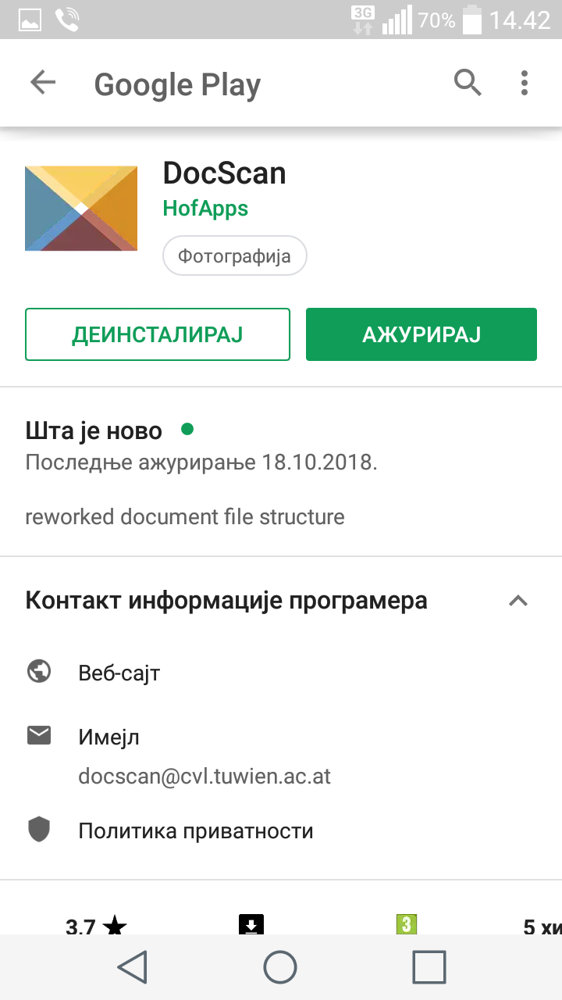 3G 70% 14.42
Google Play
DocScan
HofApps
Фотографија
ДЕИНСТАЛИРАЈ АЖУРИРАЈ
Шта је ново
Последње ажурирање 18.10.2018.
reworked document file structure
Контакт информације програмера
Веб-сајт
Имејл
docscan@cvl.tuwien.ac.at
Политика приватности
3,7 3 5 хи